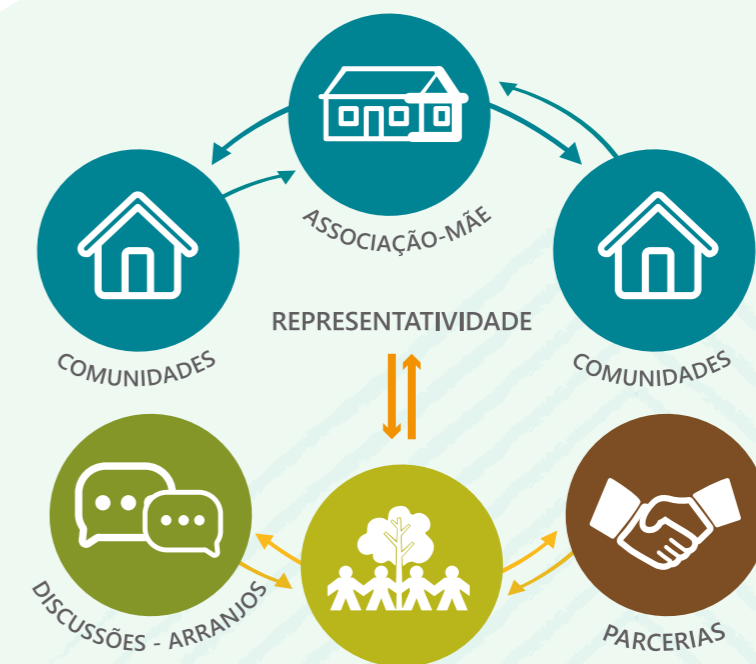 ASSOCIAÇÃO-MÃE
REPRESENTATIVIDADE
COMUNIDADES
COMUNIDADES
DISCUSSÕES - ARRANJOS
PARCERIAS